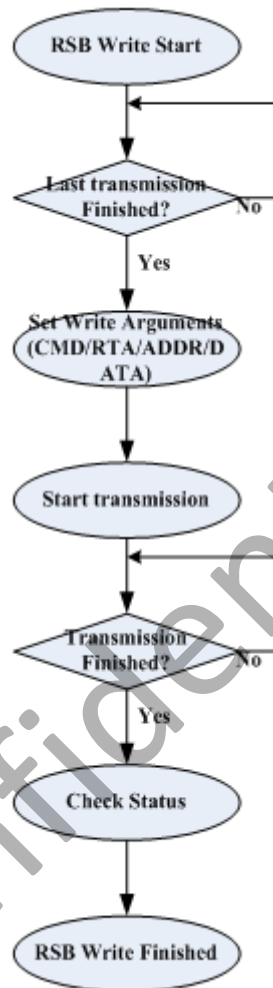 RSB Write Start
Last transmission
Finished?
No
Yes
Set Write Arguments
(CMD/RTA/ADDR/D
ATA)
Start transmission
Transmission
Finished?
No
Yes
Check Status
RSB Write Finished